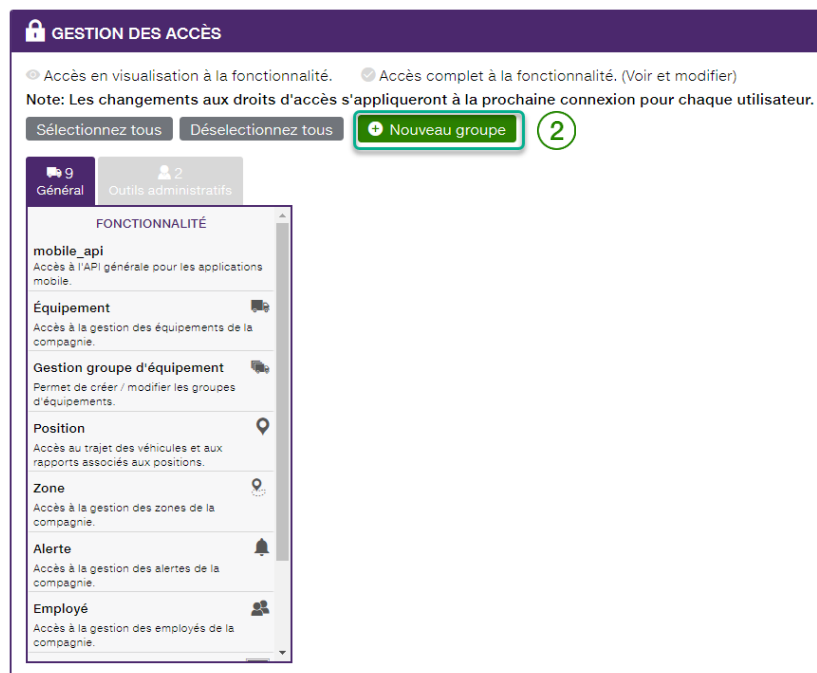 GESTION DES ACCÈS
Accès en visualisation à la fonctionnalité. Accès complet à la fonctionnalité. (Voir et modifier)
Note: Les changements aux droits d'accès s'appliqueront à la prochaine connexion pour chaque utilisateur.
Sélectionnez tous Déselectionnez tous Nouveau groupe 2
9 2
Général Outils administratifs
FONCTIONNALITÉ
mobile_api
Accès à l'API générale pour les applications
mobile.
Équipement
Accès à la gestion des équipements de la
compagnie.
Gestion groupe d'équipement
Permet de créer / modifier les groupes
d'équipements.
Position
Accès au trajet des véhicules et aux
rapports associés aux positions.
Zone
Accès à la gestion des zones de la
compagnie.
Alerte
Accès à la gestion des alertes de la
compagnie.
Employé
Accès à la gestion des employés de la
compagnie.